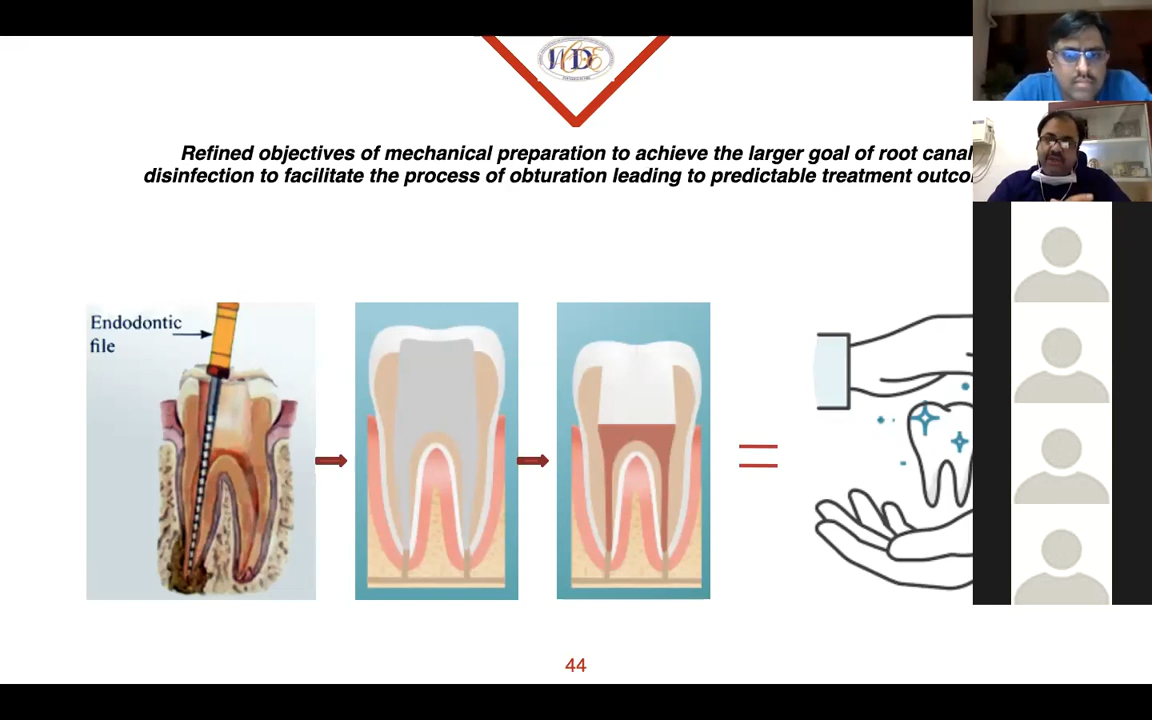 WD
Refined objectives of mechanical preparation to achieve the larger goal of root canal
disinfection to facilitate the process of obturation leading to predictable treatment
Endodontic
file
44